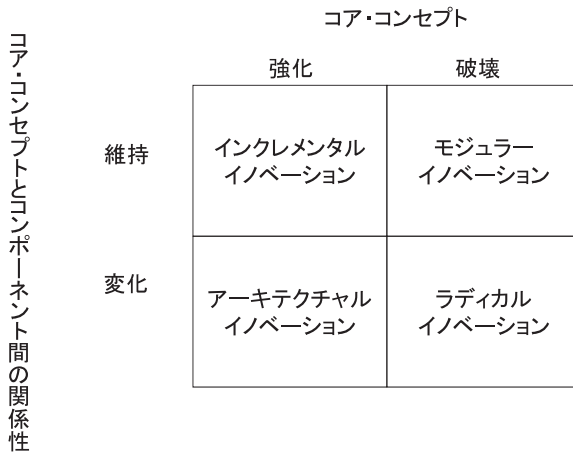 コア・コンセプト
強化 破壊
コア・コンセプトとコンポーネント間の関係性
維持
インクレメンタル
イノベーション
モジュラー
イノベーション
変化
アーキテクチャル
イノベーション
ラディカル
イノベーション